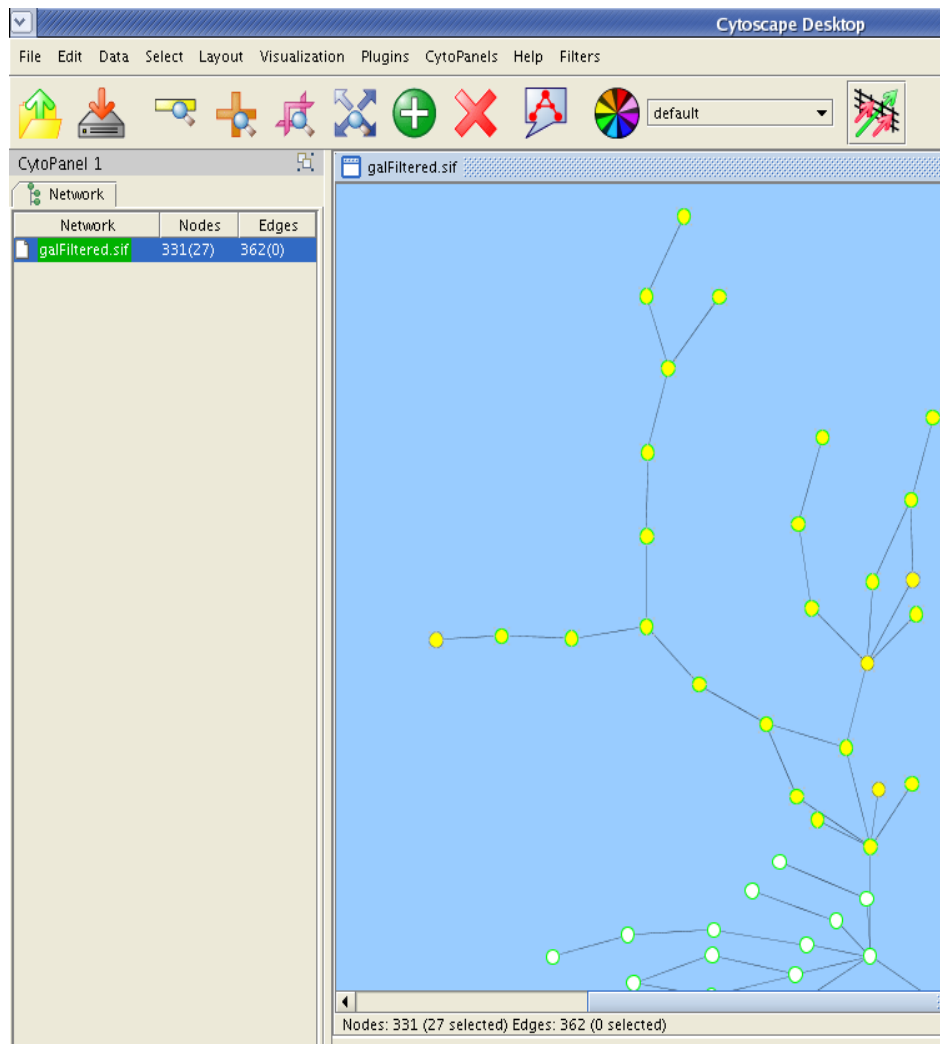 Cytoscape Desktop
File Edit Data Select Layout Visualization Plugins CytoPanels Help Filters
default
CytoPanel 1
galFiltered.sif
Network
Network Nodes Edges
galFiltered.sif 331(27) 362(0)
Nodes: 331 (27 selected) Edges: 362 (0 selected)